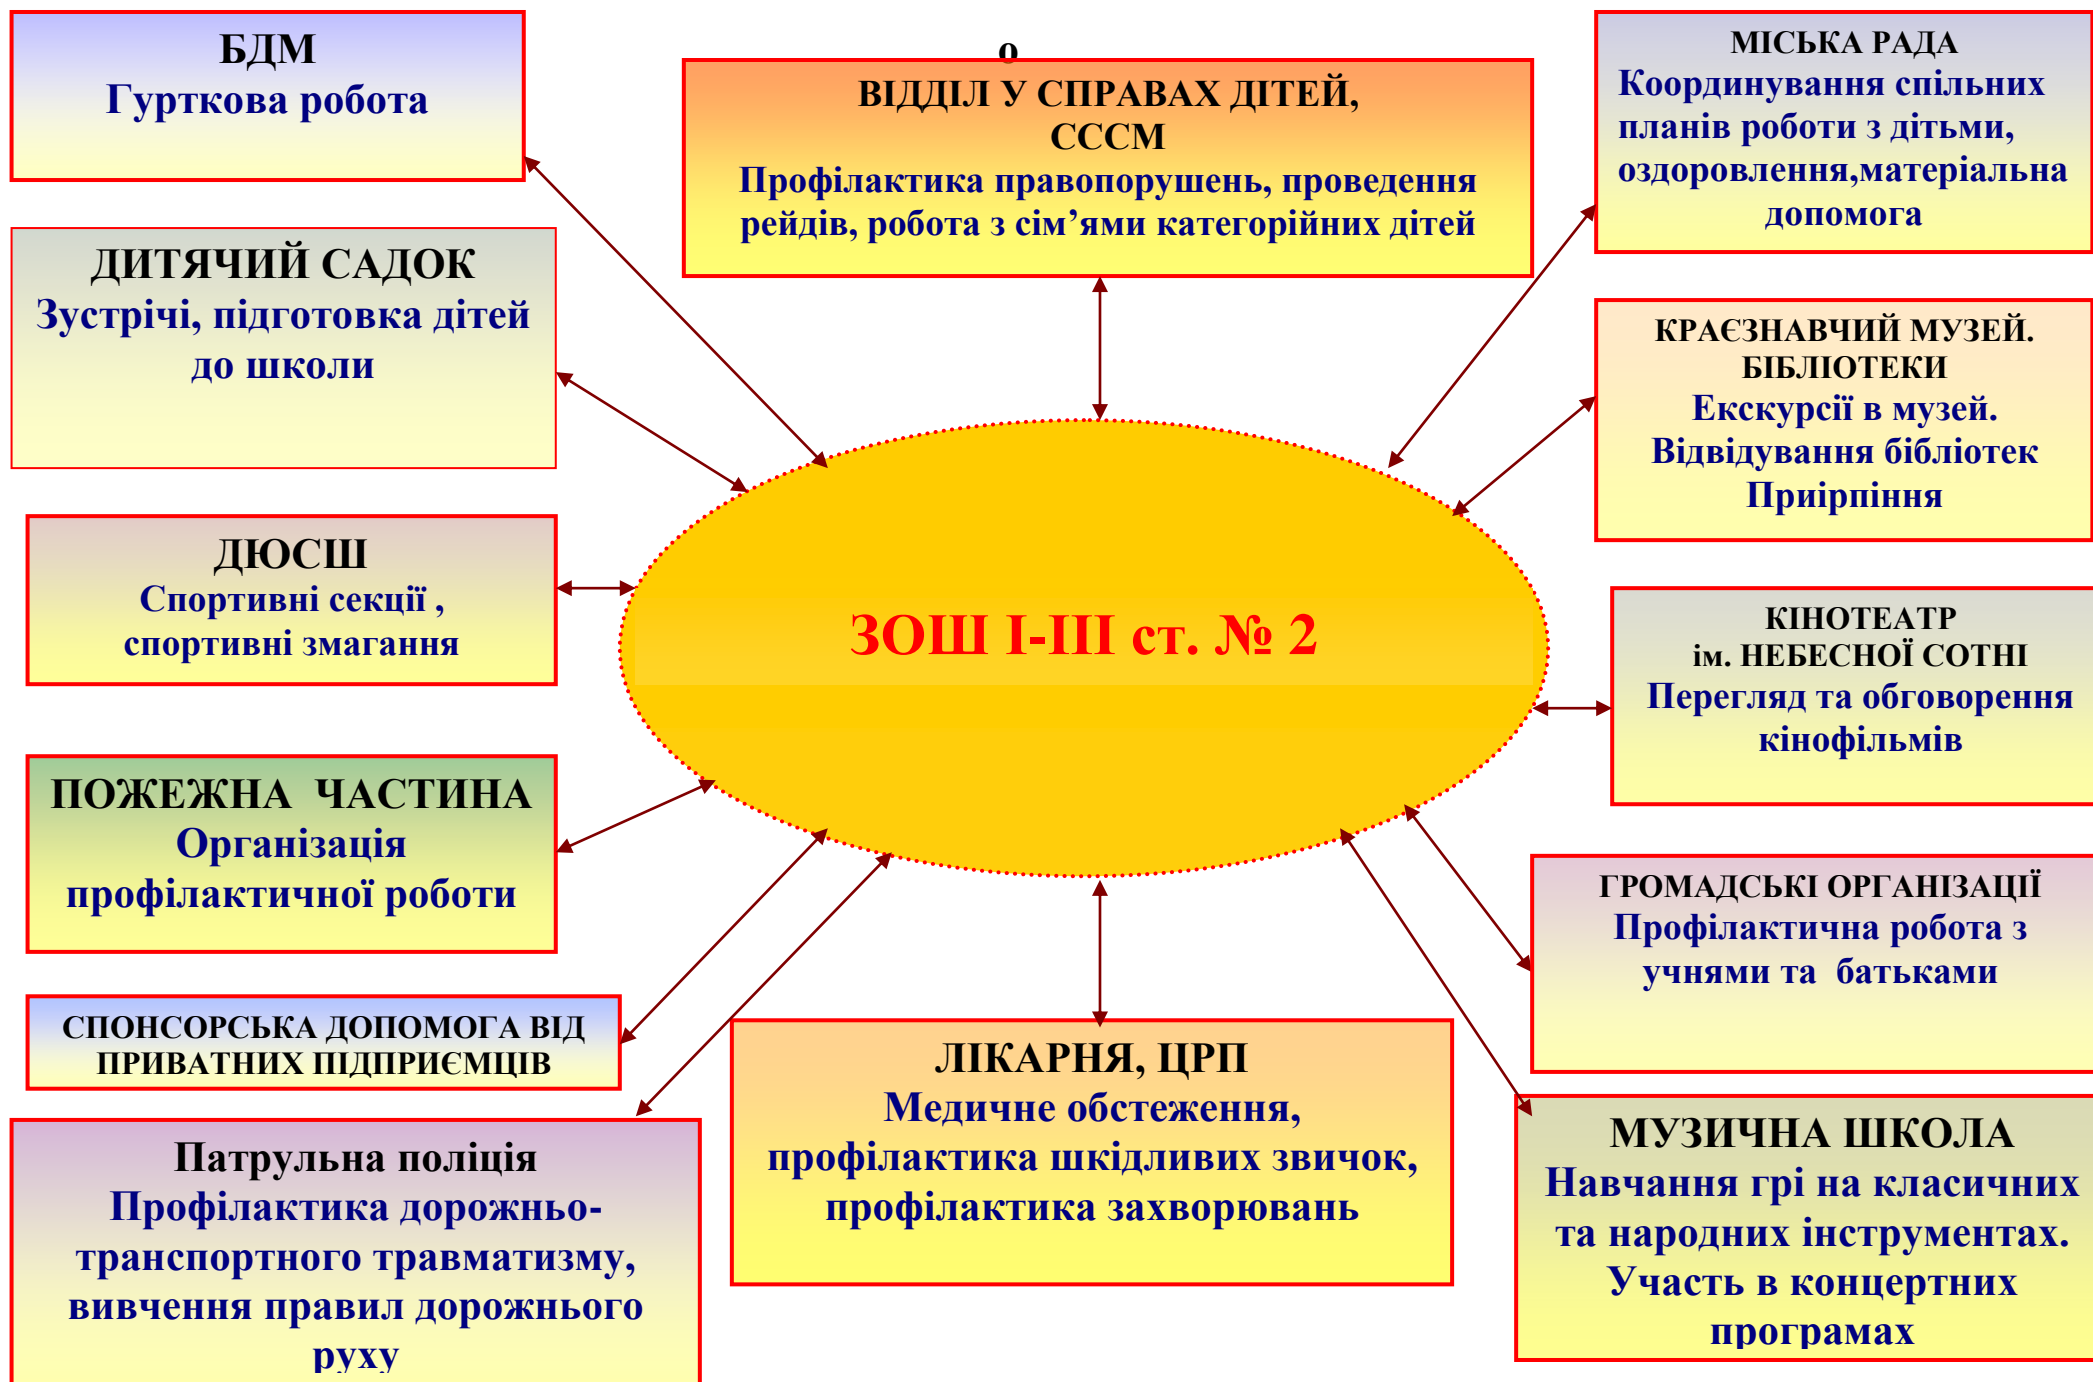 БДМ
Гурткова робота
о
ВІДДІЛ У СПРАВАХ ДІТЕЙ,
СССМ
Профілактика правопорушень, проведення
рейдів, робота з сім’ями категорійних дітей
МІСЬКА РАДА
Координування спільних
планів роботи з дітьми,
оздоровлення,матеріальна
допомога
ДИТЯЧИЙ САДОК
Зустрічі, підготовка дітей
до школи
КРАЄЗНАВЧИЙ МУЗЕЙ.
БІБЛІОТЕКИ
Екскурсії в музей.
Відвідування бібліотек
Приірпіння
ДЮСШ
Спортивні секції ,
спортивні змагання
ЗОШ І-ІІІ ст. № 2
КІНОТЕАТР
ім. НЕБЕСНОЇ СОТНІ
Перегляд та обговорення
кінофільмів
ПОЖЕЖНА ЧАСТИНА
Організація
профілактичної роботи
ГРОМАДСЬКІ ОРГАНІЗАЦІЇ
Профілактична робота з
учнями та батьками
СПОНСОРСЬКА ДОПОМОГА ВІД
ПРИВАТНИХ ПІДПРИЄМЦІВ
ЛІКАРНЯ, ЦРП
Медичне обстеження,
профілактика шкідливих звичок,
профілактика захворювань
Патрульна поліція
Профілактика дорожньо-
транспортного травматизму,
вивчення правил дорожнього
руху
МУЗИЧНА ШКОЛА
Навчання грі на класичних
та народних інструментах.
Участь в концертних
програмах